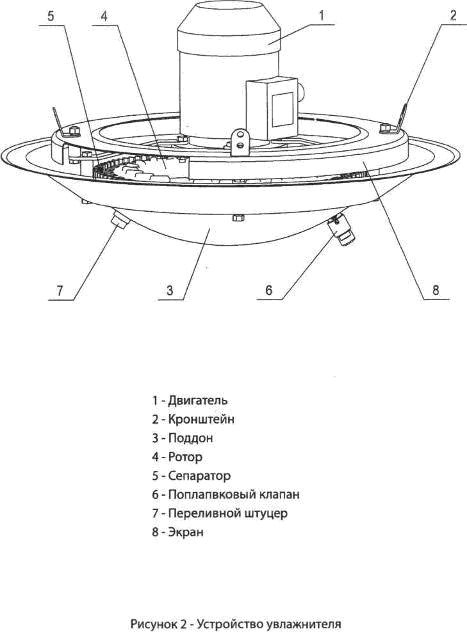 5 4 1 2
7 3 6 8
1 - Двигатель
2 - Кронштейн
3 - Поддон
4 - Ротор
5 - Сепаратор
6 - Поплапвковый клапан
7 - Переливной штуцер
8 - Экран
Рисунок 2 - Устройство увлажнителя